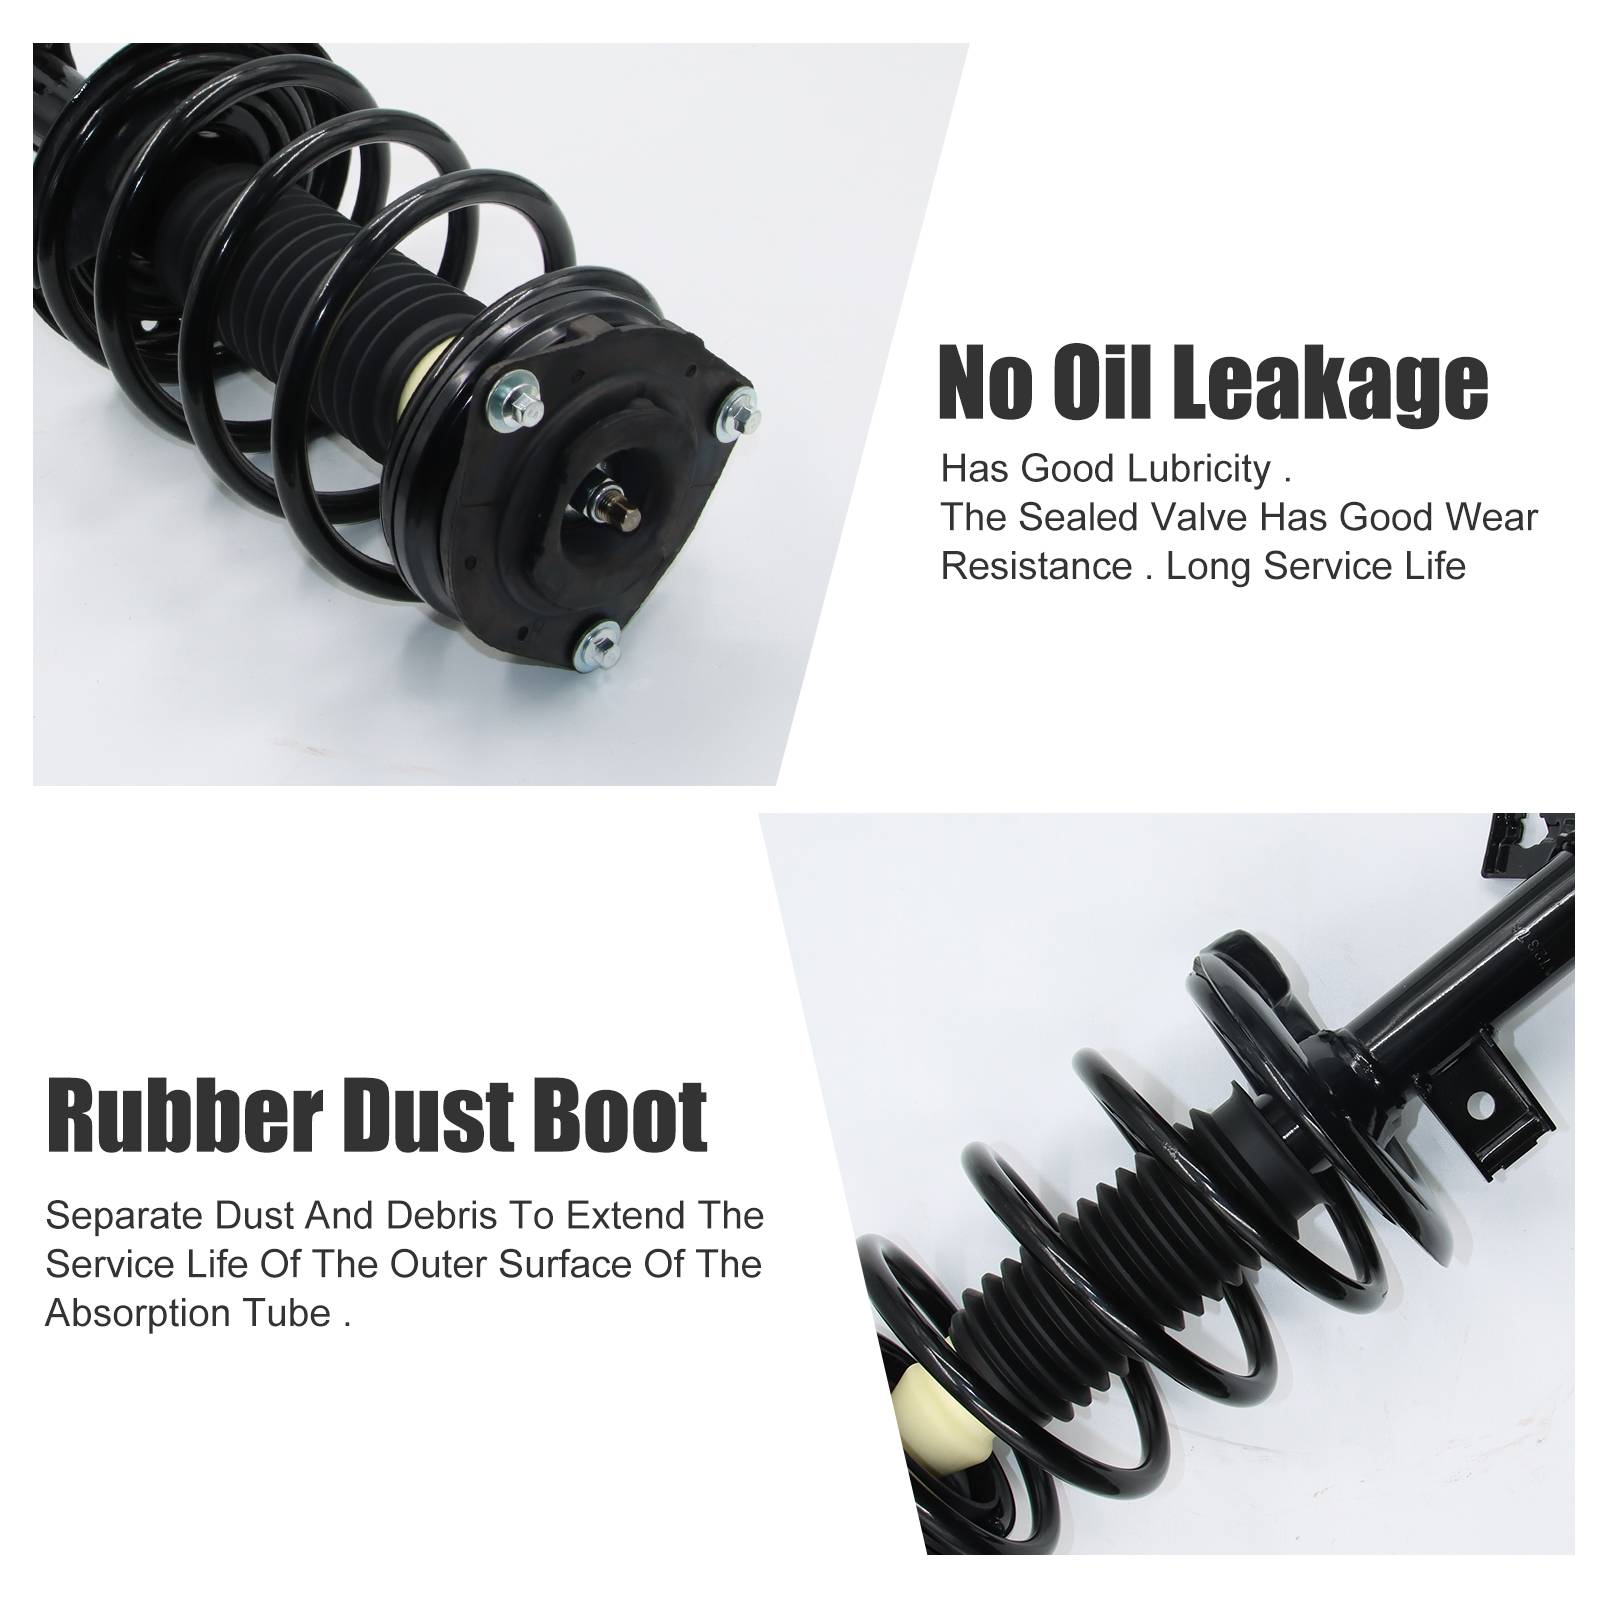 No Oil Leakage
Has Good Lubricity .
The Sealed Valve Has Good Wear
Resistance . Long Service Life
Rubber Dust Boot
Separate Dust And Debris To Extend The
Service Life Of The Outer Surface Of The
Absorption Tube .